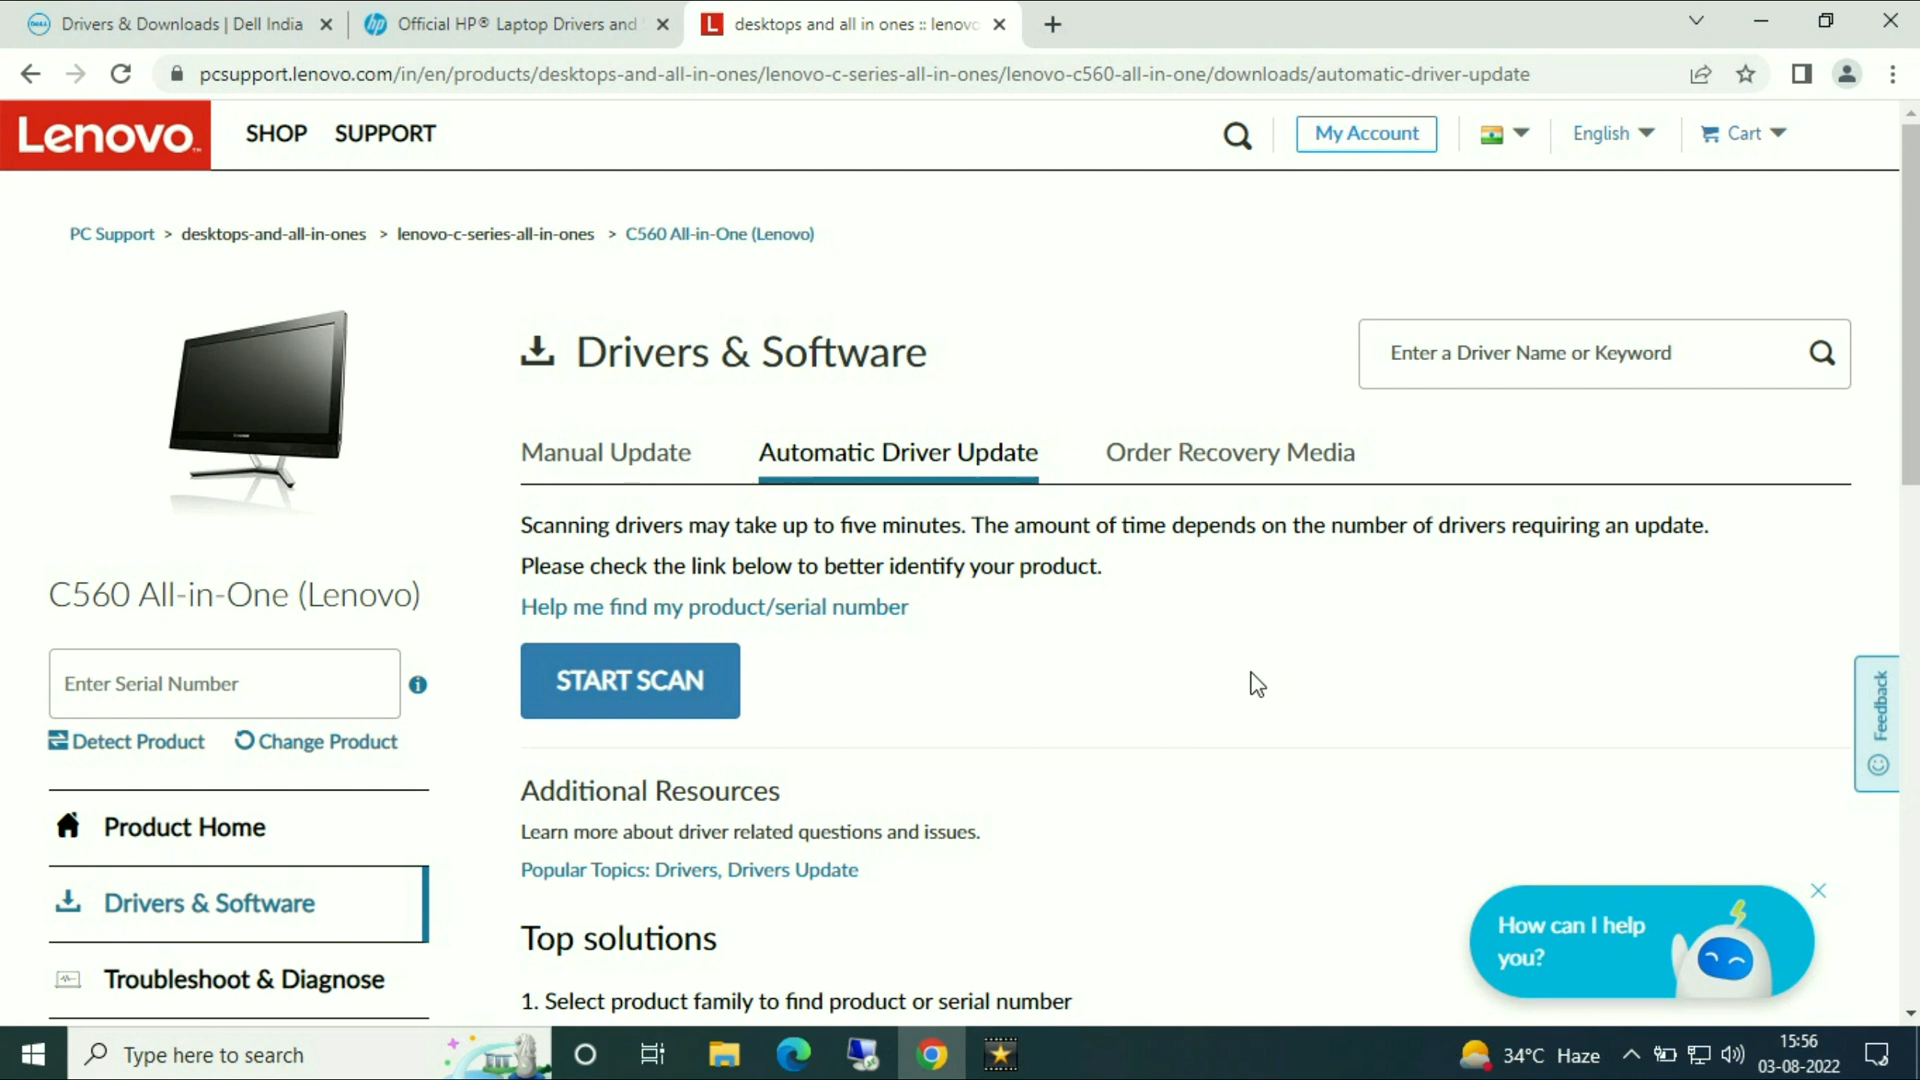 Drivers & Downloads | Dell India
Official HP® Laptop Drivers and
desktops and all in ones :: lenovo
pcsupport.lenovo.com/in/en/products/desktops-and-all-in-ones/lenovo-c-series-all-in-ones/lenovo-c560-all-in-one/downloads/automatic-driver-update
Lenovo™
SHOP
SUPPORT
My Account
English
Cart
PC Support > desktops-and-all-in-ones > lenovo-c-series-all-in-ones > C560 All-in-One (Lenovo)
Drivers & Software
Enter a Driver Name or Keyword
Manual Update
Automatic Driver Update
Order Recovery Media
Scanning drivers may take up to five minutes. The amount of time depends on the number of drivers requiring an update.
Please check the link below to better identify your product.
Help me find my product/serial number
START SCAN
C560 All-in-One (Lenovo)
Enter Serial Number
Detect Product
Change Product
Product Home
Drivers & Software
Troubleshoot & Diagnose
Additional Resources
Learn more about driver related questions and issues.
Popular Topics: Drivers, Drivers Update
Top solutions
1. Select product family to find product or serial number
Feedback
How can I help
you?
Type here to search
34°C Haze
15:56
03-08-2022